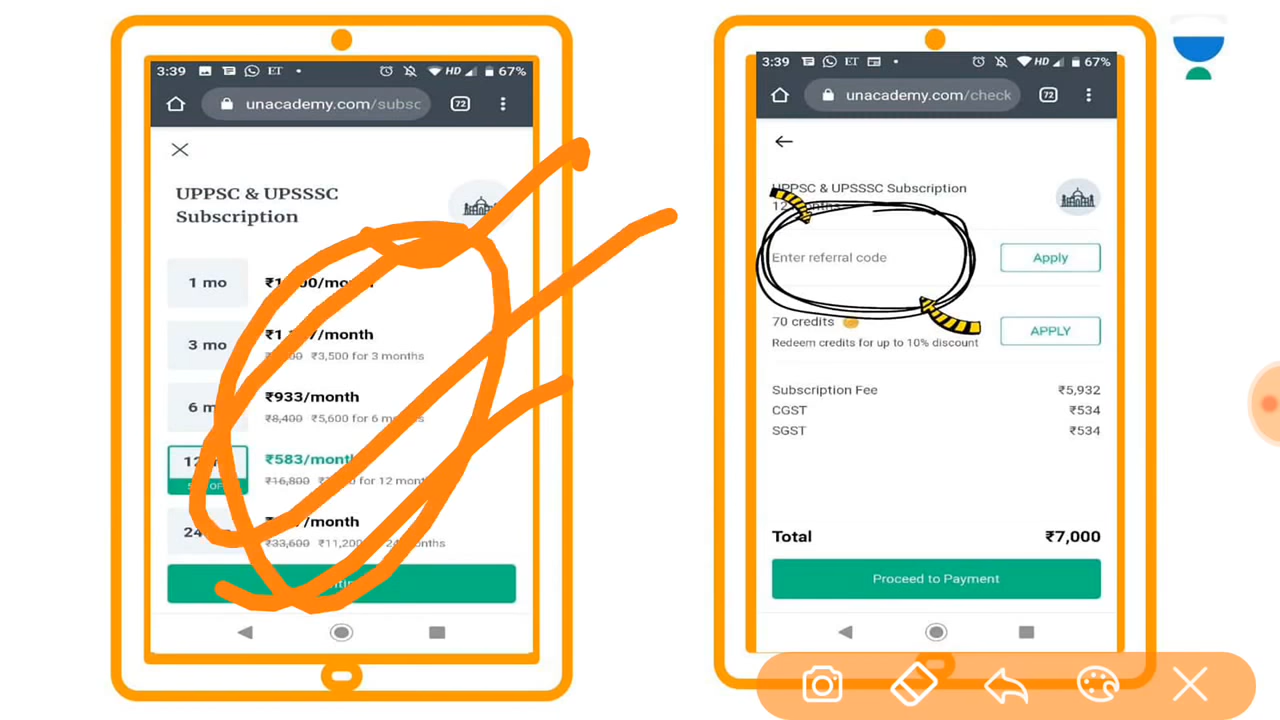 3:39 ET HD 67%
unacademy.com/subsc 72
UPPSC & UPSSSC
Subscription
1 mo
3 mo /month
₹3,500 for 3 months
6 ₹933/month
₹8,400 ₹5,600 for 6
12 ₹583/month
₹16,800 for 12
24 /month
₹33,600 ₹11,200
3:39 ET HD 67%
unacademy.com/check 72
UPPSC & UPSSSC Subscription
Enter referral code Apply
70 credits APPLY
Redeem credits for up to 10% discount
Subscription Fee ₹5,932
CGST ₹534
SGST ₹534
Total ₹7,000
Proceed to Payment